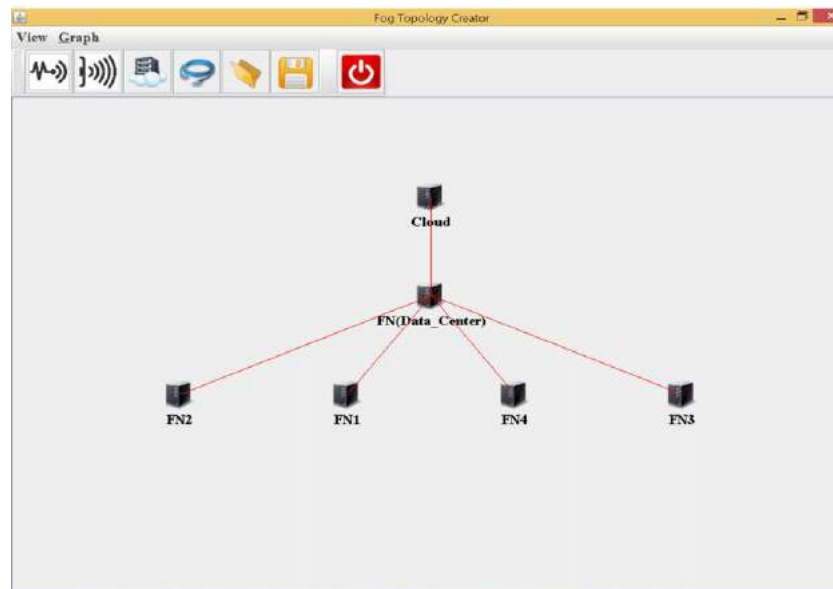 Fog Topology Creator
View Graph
Cloud
FN(Data_Center)
FN2 FN1 FN4 FN3